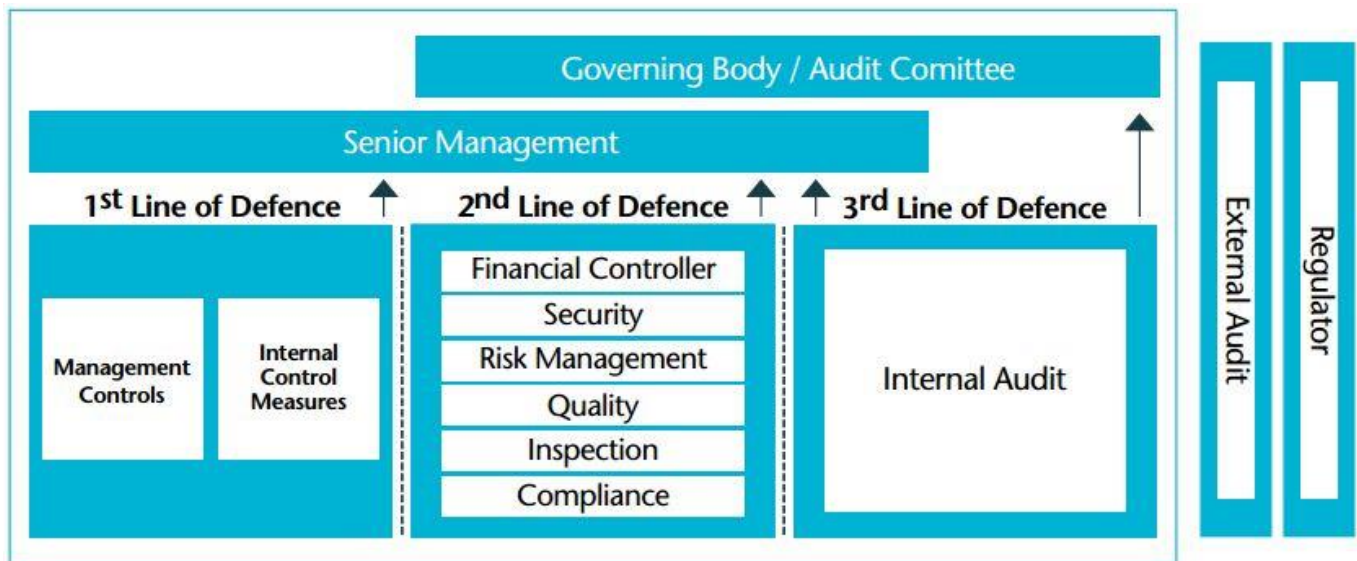 Governing Body / Audit Comittee
Senior Management
1st Line of Defence
2nd Line of Defence
3rd Line of Defence
Management
Controls
Internal
Control
Measures
Financial Controller
Security
Risk Management
Quality
Inspection
Compliance
Internal Audit
External Audit
Regulator